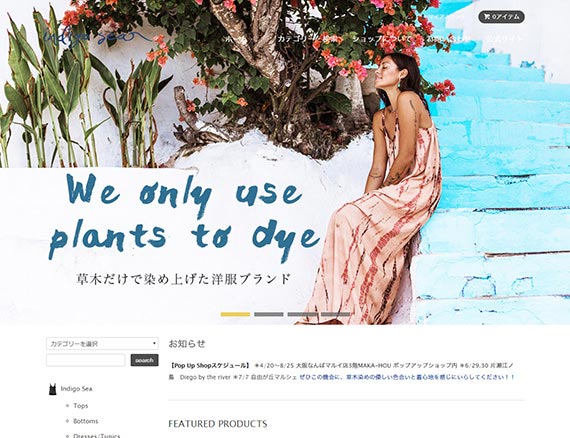 0アイテム
indigo sea
ホーム カテゴリー検索 ショップについて お問い合わせ 公式サイト
We only use
plants to dye
草木だけで染め上げた洋服ブランド
カテゴリーを選択
search
Indigo Sea
Tops
Bottoms
Dresses/Tunics
お知らせ
【Pop Up Shopスケジュール】 ＊4/20～8/25 大阪なんばマルイ店3階MAKA-HOU ポップアップショップ内 ＊6/29,30 片瀬江ノ
島 Diego by the river ＊7/7 自由が丘マルシェ ぜひこの機会に、草木染めの優しい色合いと着心地を感じにいらしてください！！
FEATURED PRODUCTS